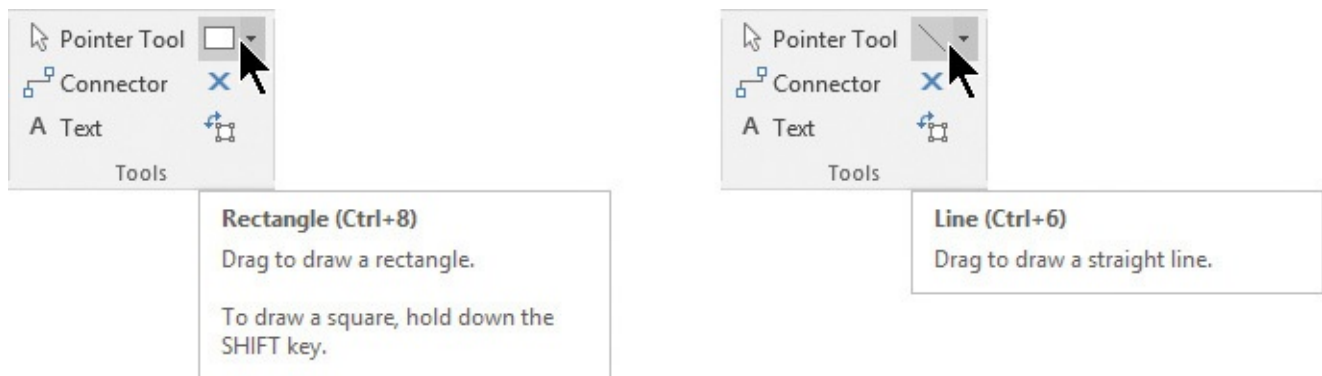 Pointer Tool
Connector
A Text
Tools
Rectangle (Ctrl+8)
Drag to draw a rectangle.
To draw a square, hold down the
SHIFT key.
Pointer Tool
Connector
A Text
Tools
Line (Ctrl+6)
Drag to draw a straight line.